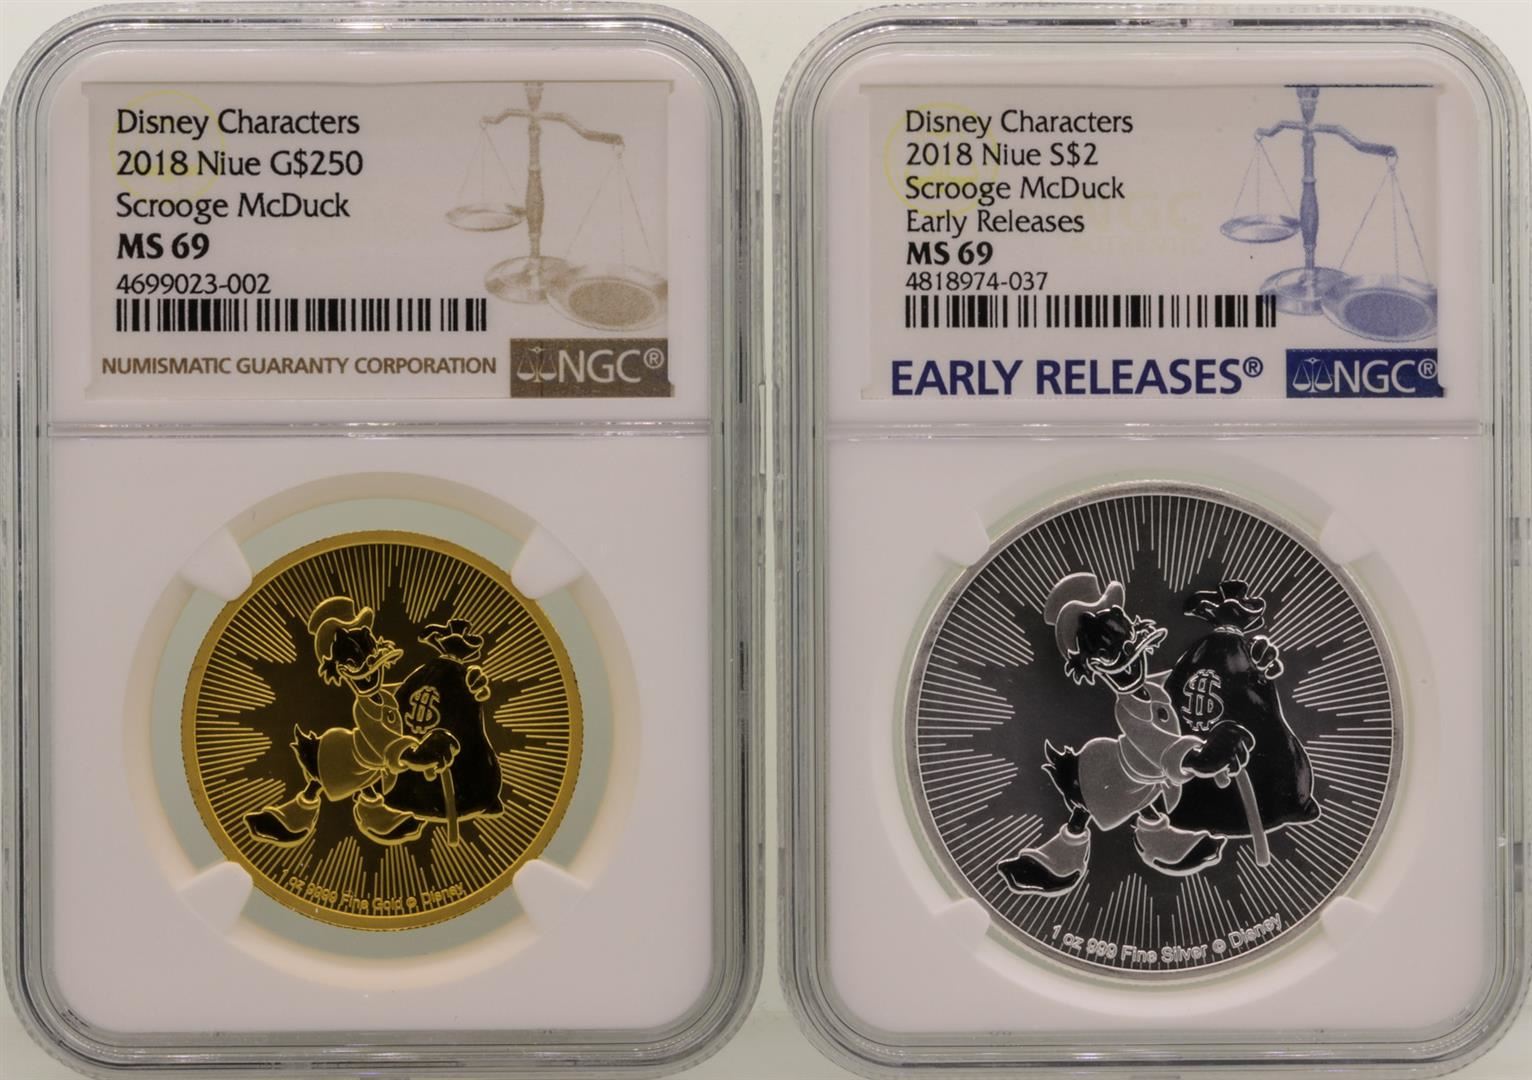 Disney Characters
2018 Niue G$250
Scrooge McDuck
MS 69
4699023-002
NUMISMATIC GUARANTY CORPORATION
NGC®
$
1 oz 9999 Fine Gold © Disney
Disney Characters
2018 Niue S$2
Scrooge McDuck
Early Releases
MS 69
4818974-037
EARLY RELEASES®
NGC®
$
1 oz 999 Fine Silver © Disney